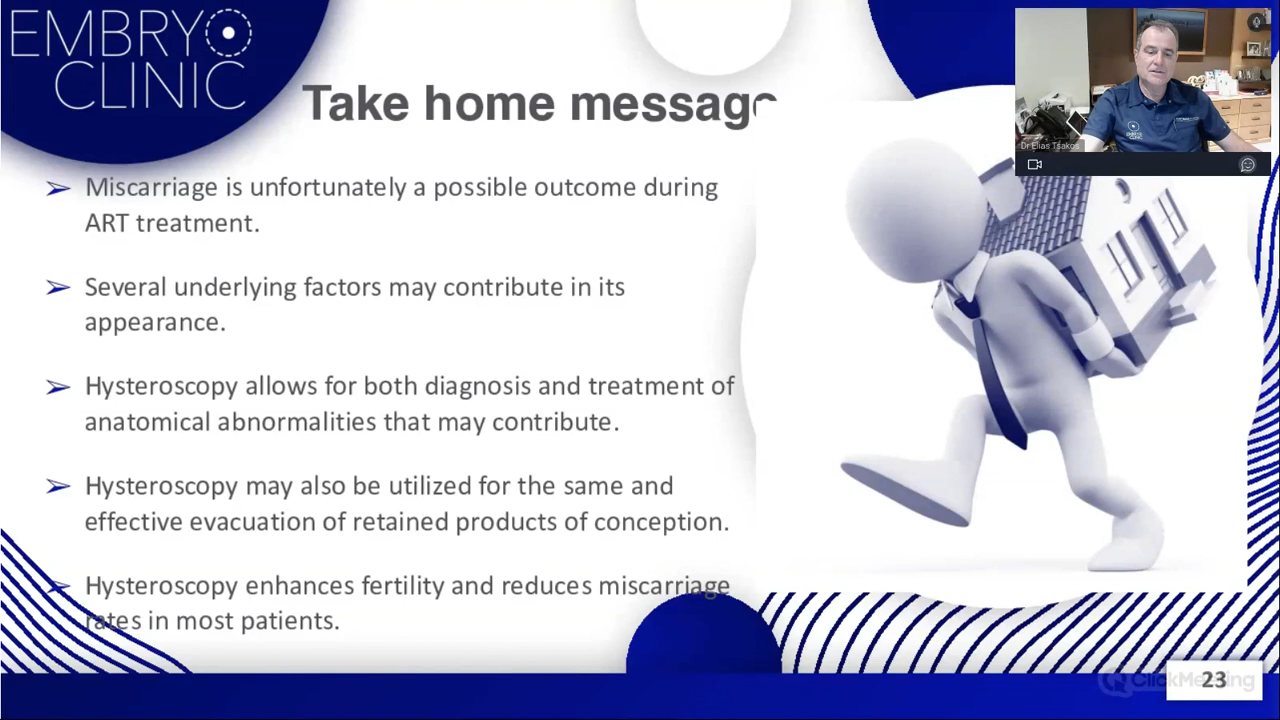 EMBRYO
CLINIC
Take home message
Dr Elias Tsakos
EMBRYO
CLINIC
➢ Miscarriage is unfortunately a possible outcome during
ART treatment.
➢ Several underlying factors may contribute in its
appearance.
➢ Hysteroscopy allows for both diagnosis and treatment of
anatomical abnormalities that may contribute.
➢ Hysteroscopy may also be utilized for the same and
effective evacuation of retained products of conception.
➢ Hysteroscopy enhances fertility and reduces miscarriage
rates in most patients.
ClickMeeting
23